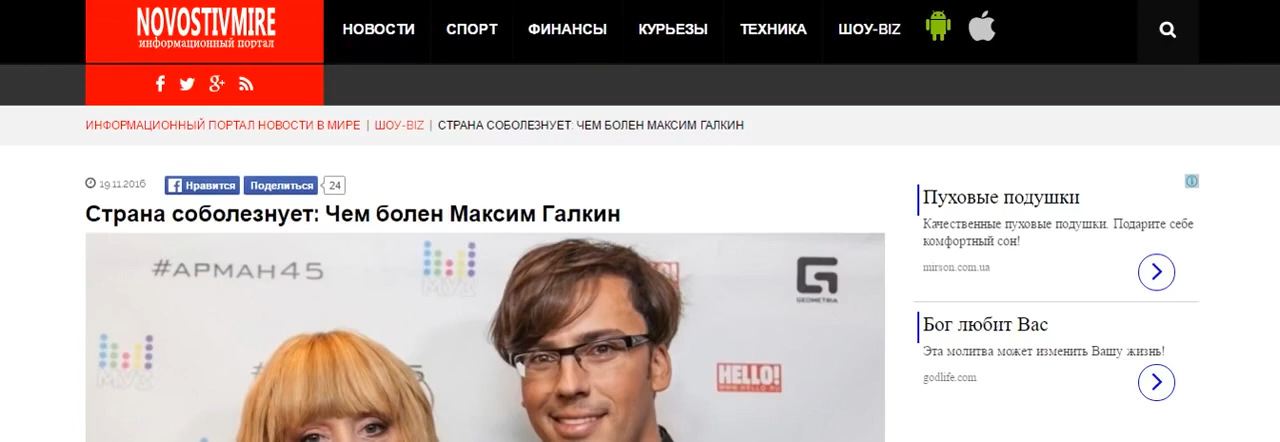 NOVOSTIVMIRE
информационный портал
НОВОСТИ СПОРТ ФИНАНСЫ КУРЬЕЗЫ ТЕХНИКА ШОУ-BIZ
ИНФОРМАЦИОННЫЙ ПОРТАЛ НОВОСТИ В МИРЕ | ШОУ-BIZ | СТРАНА СОБОЛЕЗНУЕТ: ЧЕМ БОЛЕН МАКСИМ ГАЛКИН
19.11.2016 Нравится Поделиться 24
Страна соболезнует: Чем болен Максим Галкин
#АРМАН45
МУЗ
GEOMETRIA
МУЗ
HELLO!
Пуховые подушки
Качественные пуховые подушки. Подарите себе
комфортный сон!
mirson.com.ua
Бог любит Вас
Эта молитва может изменить Вашу жизнь!
godlife.com